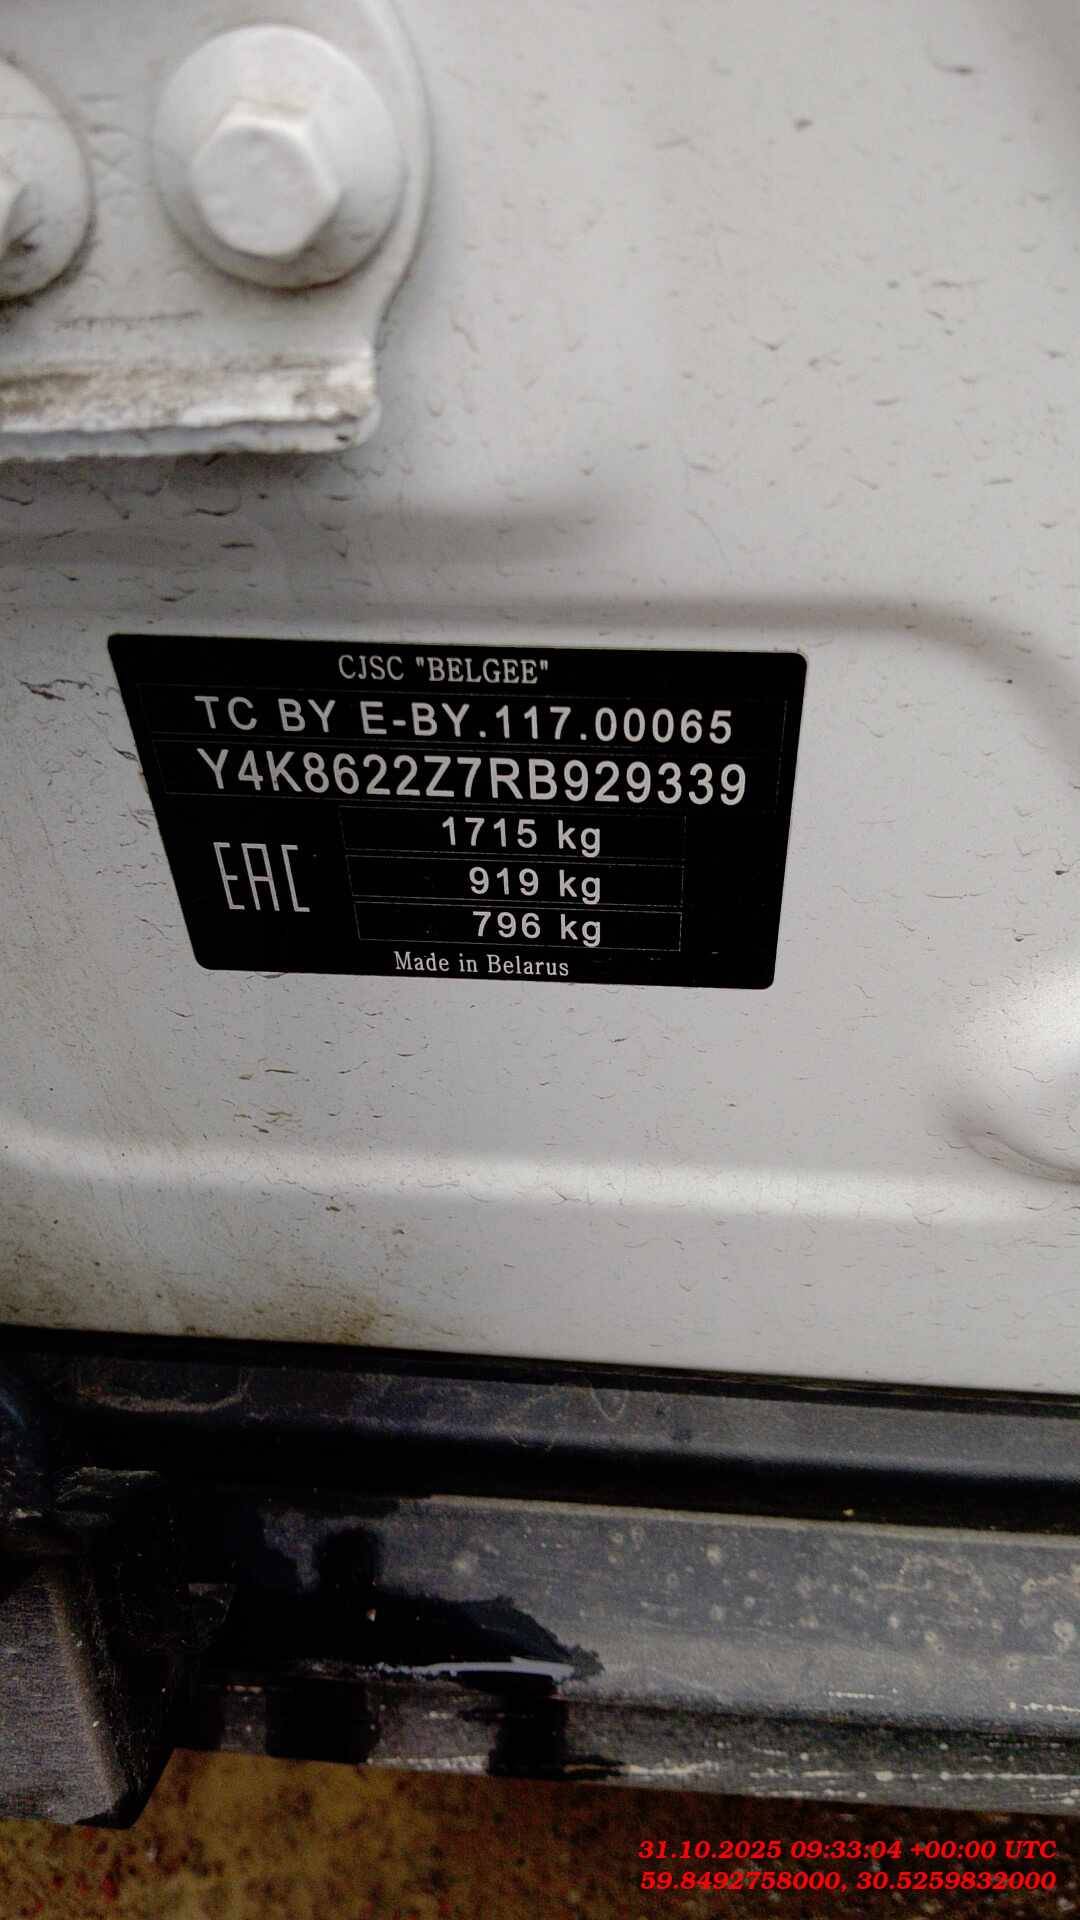 CJSC "BELGEE"
TC BY E-BY.117.00065
Y4K8622Z7RB929339
1715 kg
EAC
919 kg
796 kg
Made in Belarus
31.10.2025 09:33:04 +00:00 UTC
59.8492758000, 30.5259832000